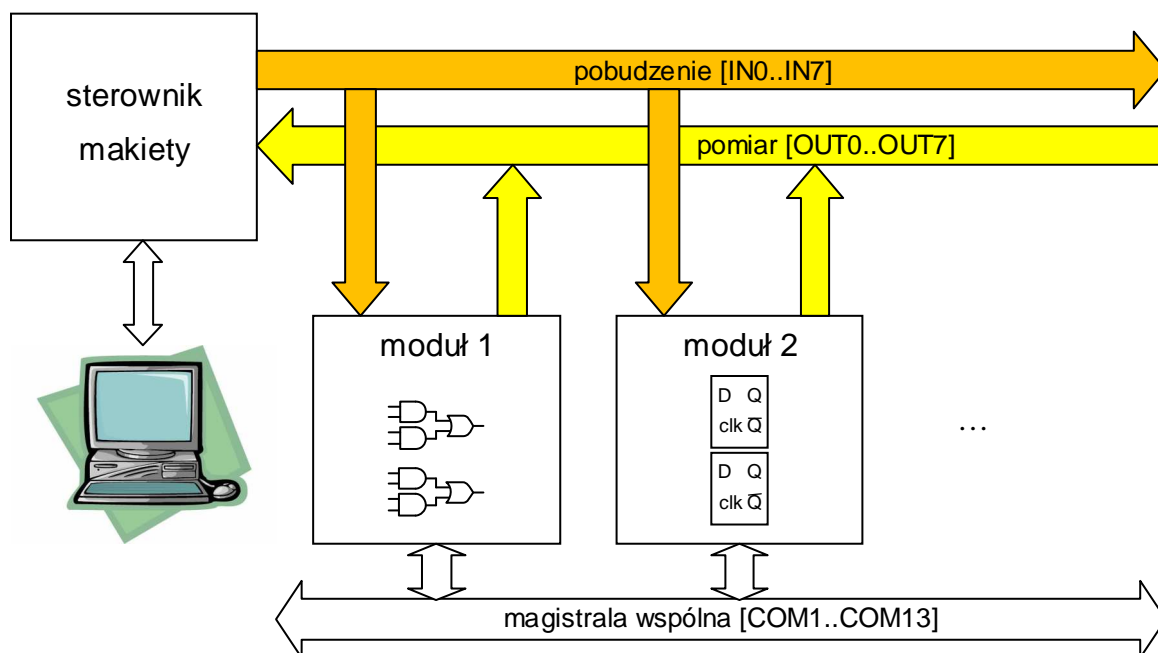 sterownik
makiety
pobudzenie [IN0..IN7]
pomiar [OUT0..OUT7]
moduł 1
moduł 2
D Q
clk Q̅
D Q
clk Q̅
...
magistrala wspólna [COM1..COM13]